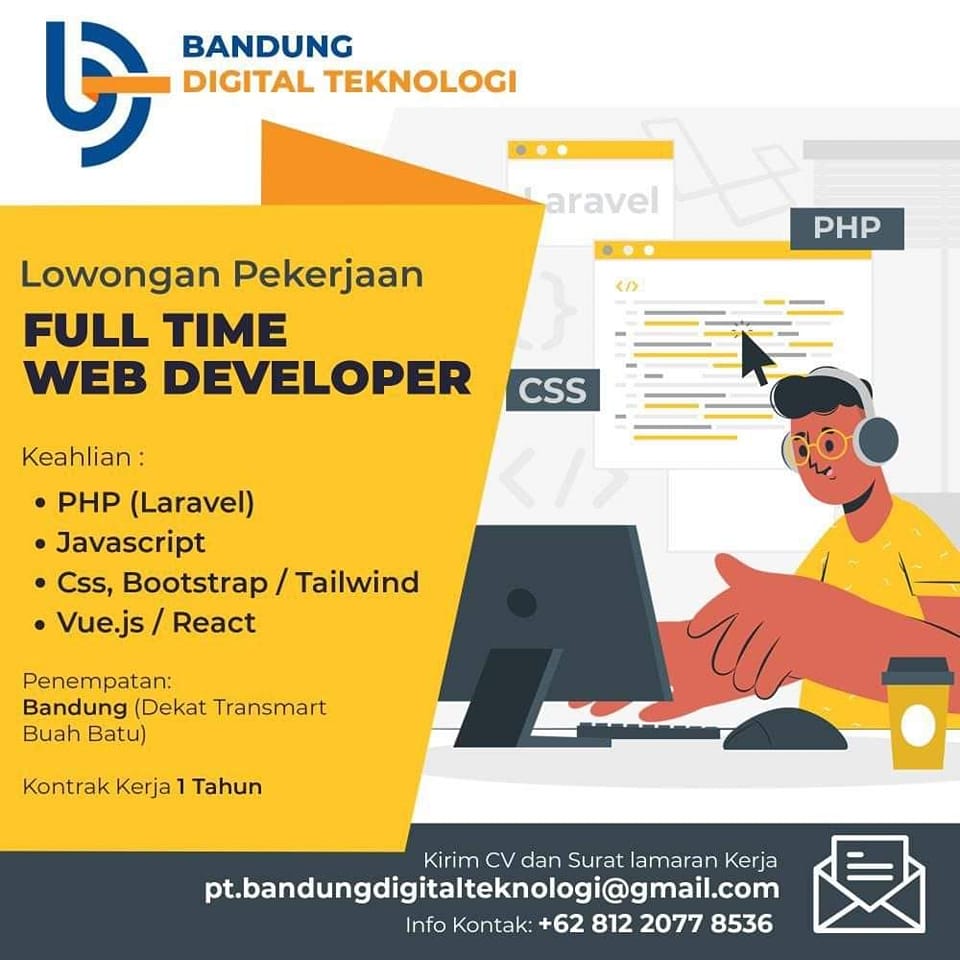 BANDUNG
DIGITAL TEKNOLOGI
Laravel
PHP
</>
CSS
Lowongan Pekerjaan
FULL TIME
WEB DEVELOPER
Keahlian :
• PHP (Laravel)
• Javascript
• Css, Bootstrap / Tailwind
• Vue.js / React
Penempatan:
Bandung (Dekat Transmart
Buah Batu)
Kontrak Kerja 1 Tahun
Kirim CV dan Surat lamaran Kerja
pt.bandungdigitalteknologi@gmail.com
Info Kontak: +62 812 2077 8536